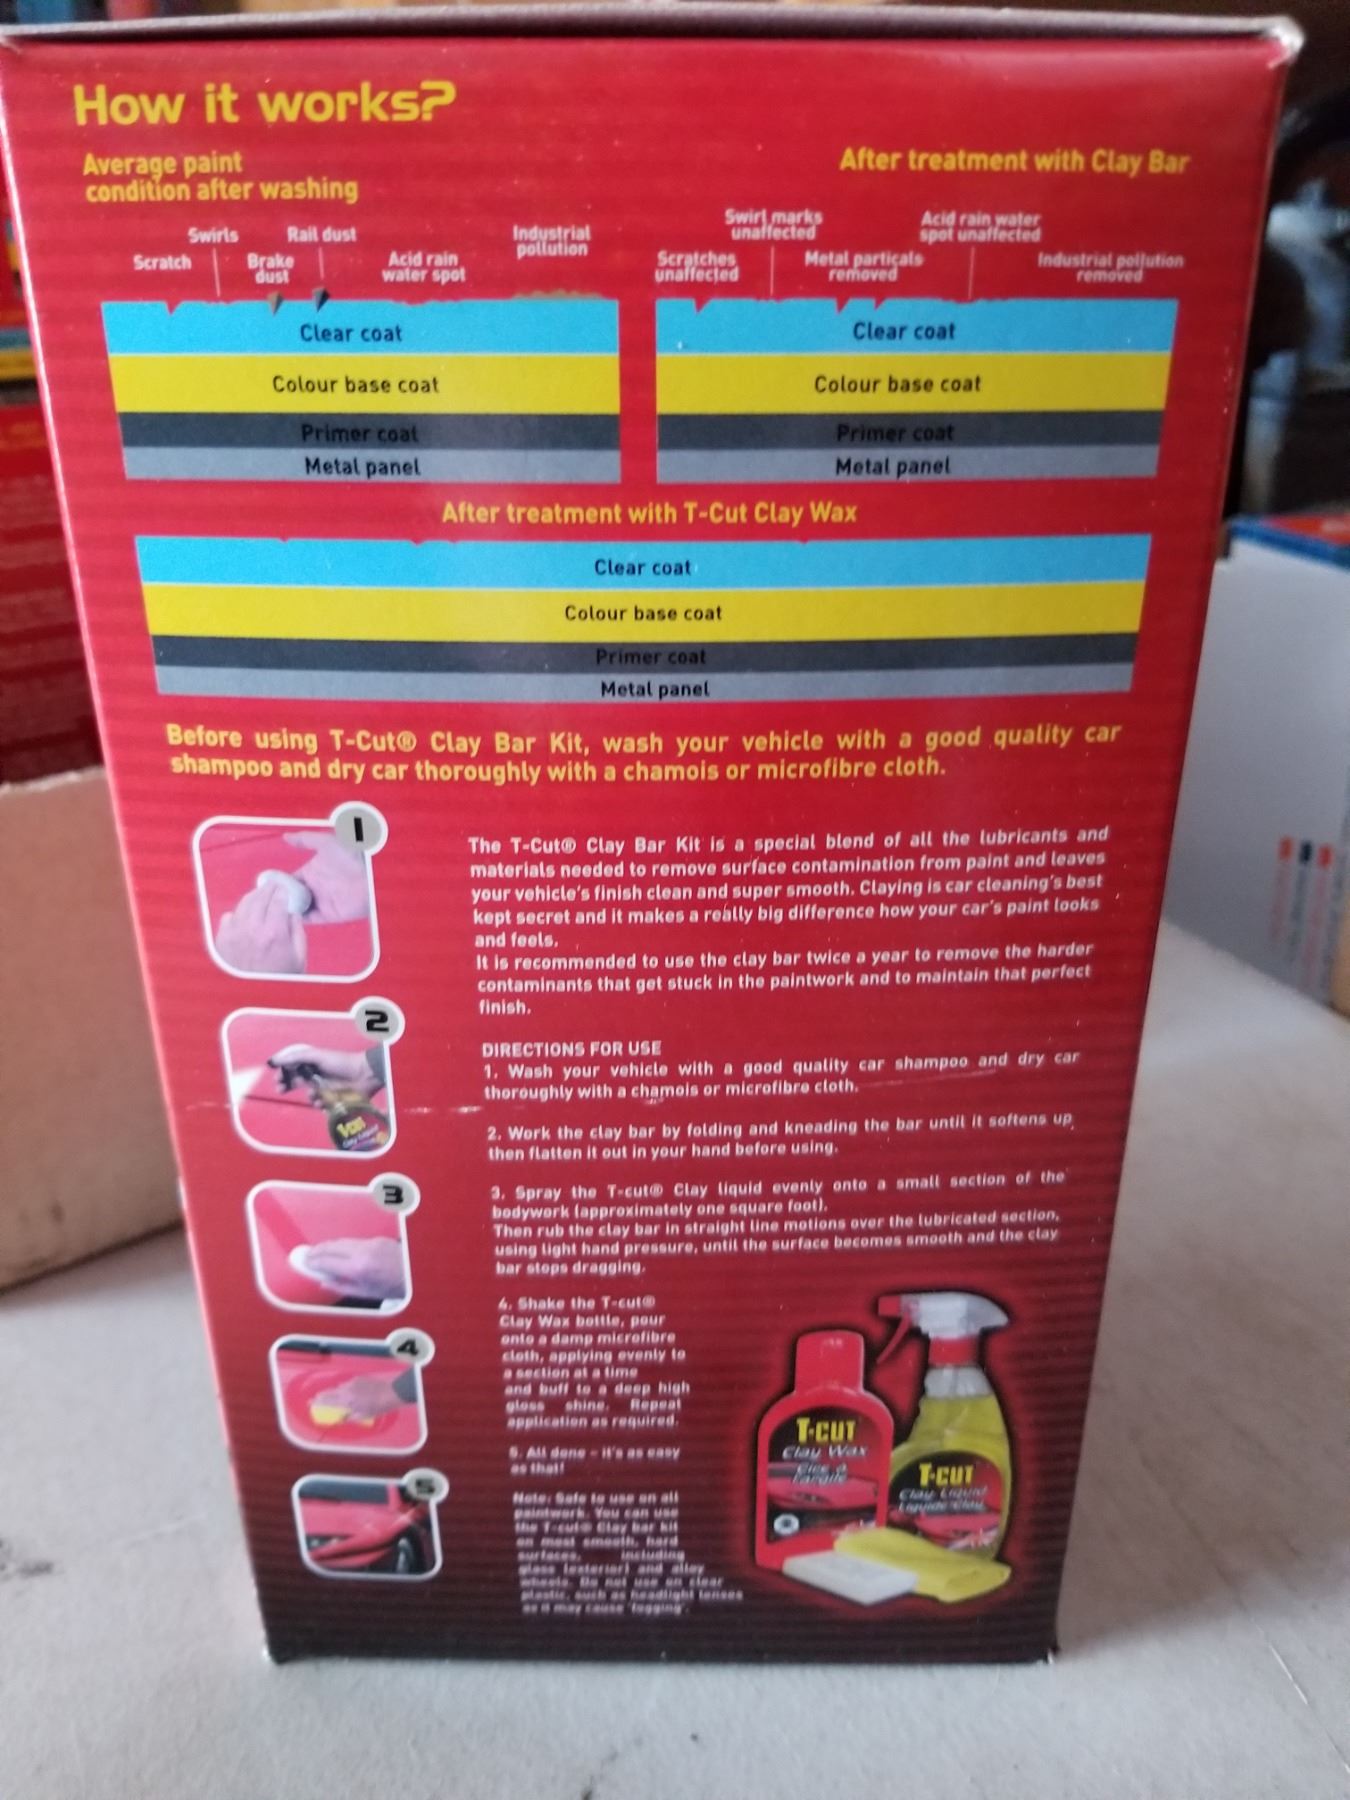 How it works?
Average paint
condition after washing
After treatment with Clay Bar
Scratch
Swirls
Brake
dust
Rail dust
Acid rain
water spot
Industrial
pollution
Scratches
unaffected
Swirl marks
unaffected
Metal particals
removed
Acid rain water
spot unaffected
Industrial pollution
removed
Clear coat
Colour base coat
Primer coat
Metal panel
Clear coat
Colour base coat
Primer coat
Metal panel
After treatment with T-Cut Clay Wax
Clear coat
Colour base coat
Primer coat
Metal panel
Before using T-Cut® Clay Bar Kit, wash your vehicle with a good quality car
shampoo and dry car thoroughly with a chamois or microfibre cloth.
1
2
3
4
5
The T-Cut® Clay Bar Kit is a special blend of all the lubricants and
materials needed to remove surface contamination from paint and leaves
your vehicle's finish clean and super smooth. Claying is car cleaning's best
kept secret and it makes a really big difference how your car's paint looks
and feels.
It is recommended to use the clay bar twice a year to remove the harder
contaminants that get stuck in the paintwork and to maintain that perfect
finish.
DIRECTIONS FOR USE
1. Wash your vehicle with a good quality car shampoo and dry car
thoroughly with a chamois or microfibre cloth.
2. Work the clay bar by folding and kneading the bar until it softens up,
then flatten it out in your hand before using.
3. Spray the T-cut® Clay liquid evenly onto a small section of the
bodywork (approximately one square foot).
Then rub the clay bar in straight line motions over the lubricated section,
using light hand pressure, until the surface becomes smooth and the clay
bar stops dragging.
4. Shake the T-cut®
Clay Wax bottle, pour
onto a damp microfibre
cloth, applying evenly to
a section at a time
and buff to a deep high
gloss shine. Repeat
application as required.
5. All done – it's as easy
as that!
Note: Safe to use on all
paintwork. You can use
the T-cut® Clay bar kit
on most smooth, hard
surfaces, including
glass (exterior) and alloy
wheels. Do not use on clear
plastic, such as headlight lenses
as it may cause 'fogging'.
T-CUT
Clay Wax
Cire à
l'argile
T-CUT
Clay Liquid
Liquide Clay
T-CUT